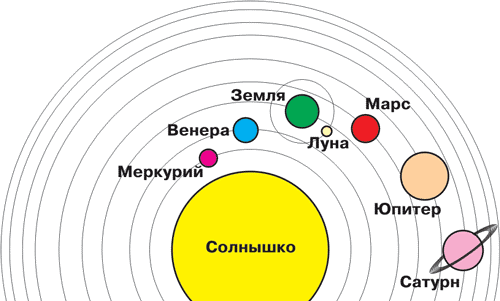 Земля
Марс
Венера
Луна
Меркурий
Юпитер
Солнышко
Сатурн